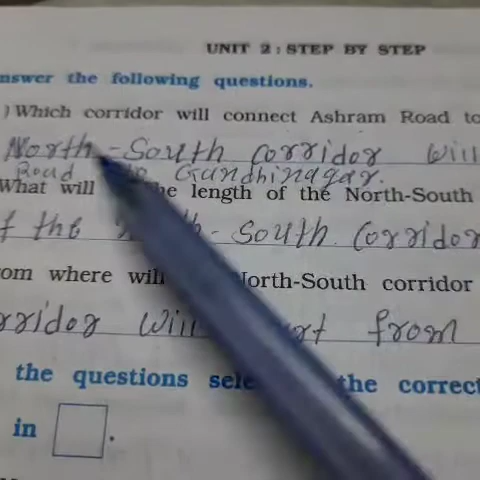 UNIT 2 : STEP BY STEP
nswer the following questions.
) Which corridor will connect Ashram Road to
North - South corridor will
Road Gandhinagar.
What will the length of the North-South
the - South Corridor
om where will North-South corridor
rridor will from
the questions the correct
in .